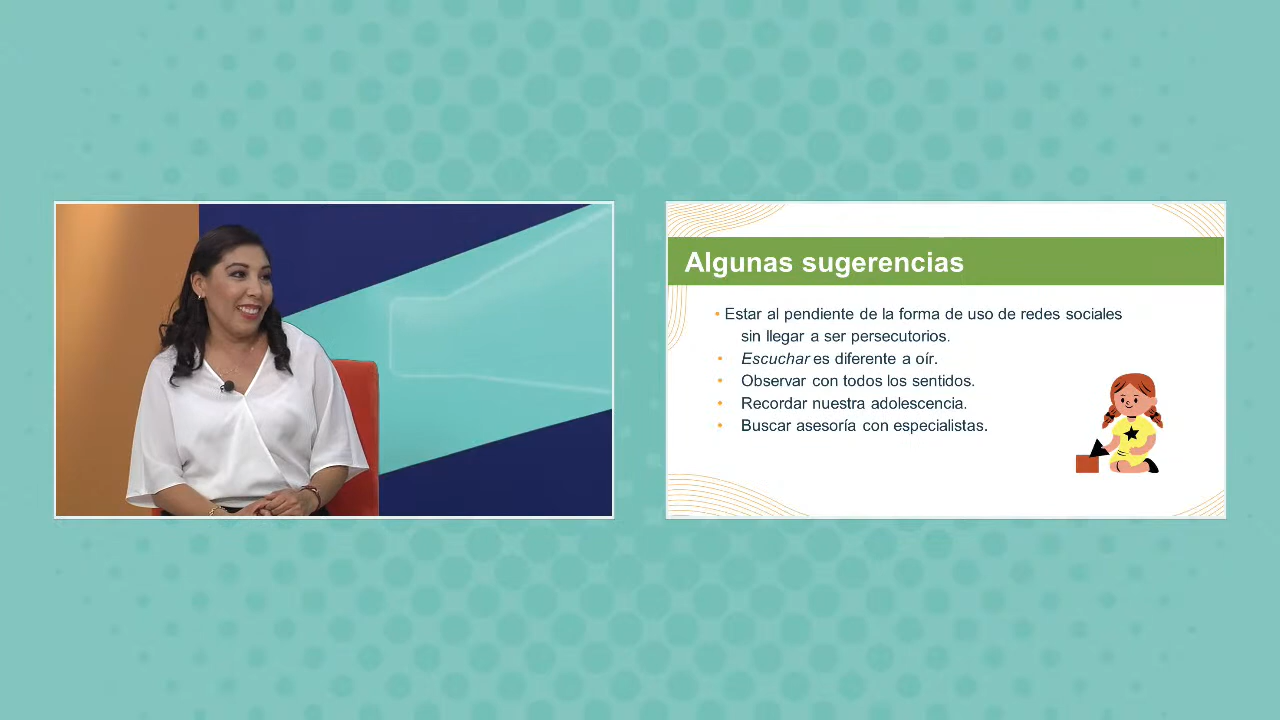 Algunas sugerencias
• Estar al pendiente de la forma de uso de redes sociales
sin llegar a ser persecutorios.
• Escuchar es diferente a oír.
• Observar con todos los sentidos.
• Recordar nuestra adolescencia.
• Buscar asesoría con especialistas.